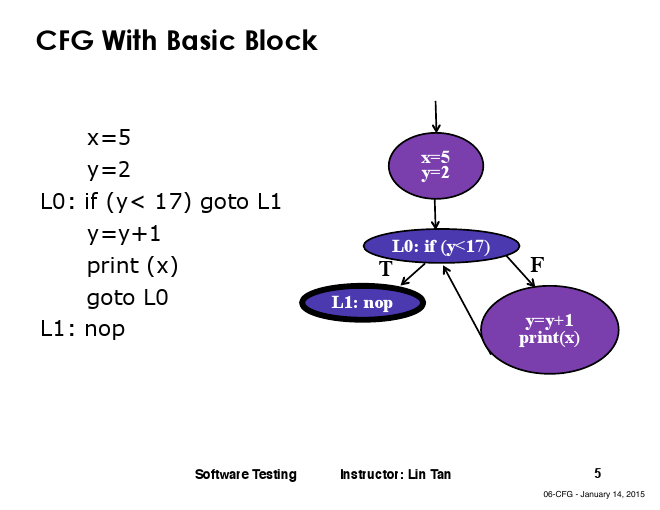 CFG With Basic Block
x=5
y=2
L0: if (y< 17) goto L1
y=y+1
print (x)
goto L0
L1: nop
x=5
y=2
L0: if (y<17)
T
F
L1: nop
y=y+1
print(x)
Software Testing Instructor: Lin Tan 5
06-CFG - January 14, 2015